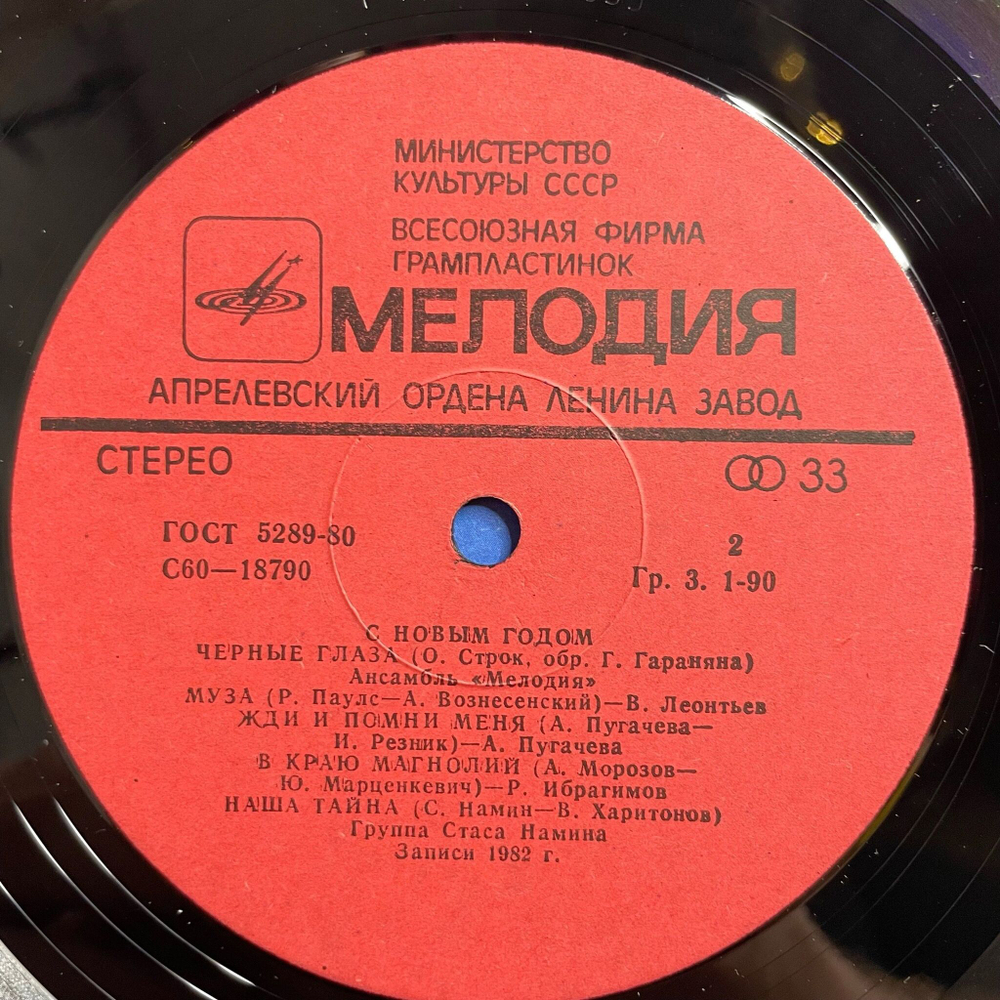 МИНИСТЕРСТВО
КУЛЬТУРЫ СССР
ВСЕСОЮЗНАЯ ФИРМА
ГРАМПЛАСТИНОК
МЕЛОДИЯ
АПРЕЛЕВСКИЙ ОРДЕНА ЛЕНИНА ЗАВОД
СТЕРЕО
33
ГОСТ 5289-80
С60—18790
2
Гр. 3. 1-90
С НОВЫМ ГОДОМ
ЧЕРНЫЕ ГЛАЗА (О. Строк, обр. Г. Гараняна)
Ансамбль «Мелодия»
МУЗА (Р. Паулс—А. Вознесенский)—В. Леонтьев
ЖДИ И ПОМНИ МЕНЯ (А. Пугачева—
И. Резник)—А. Пугачева
В КРАЮ МАГНОЛИЙ (А. Морозов—
Ю. Марценкевич)—Р. Ибрагимов
НАША ТАЙНА (С. Намин—В. Харитонов)
Группа Стаса Намина
Записи 1982 г.